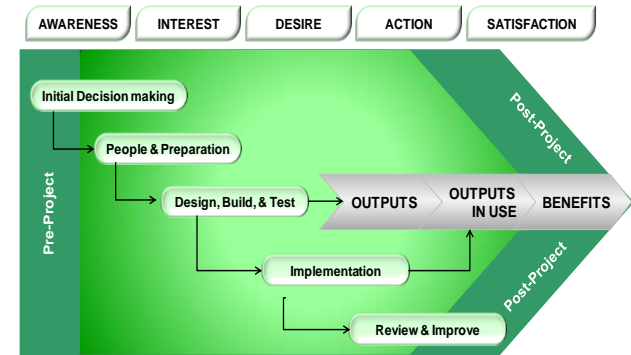 AWARENESS
INTEREST
DESIRE
ACTION
SATISFACTION
Initial Decision making
People & Preparation
Design, Build, & Test
OUTPUTS
OUTPUTS
IN USE
BENEFITS
Implementation
Review & Improve
Pre-Project
Post-Project
Post-Project